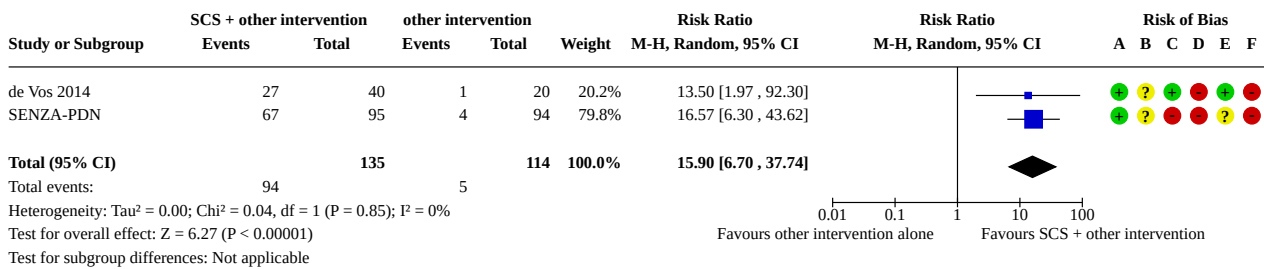 SCS + other intervention other intervention Risk Ratio Risk Ratio Risk of Bias
Study or Subgroup Events Total Events Total Weight M-H, Random, 95% CI M-H, Random, 95% CI A B C D E F
de Vos 2014 27 40 1 20 20.2% 13.50 [1.97 , 92.30] + ? + - + -
SENZA-PDN 67 95 4 94 79.8% 16.57 [6.30 , 43.62] + ? - - ? -
Total (95% CI) 135 114 100.0% 15.90 [6.70 , 37.74]
Total events: 94 5
Heterogeneity: Tau² = 0.00; Chi² = 0.04, df = 1 (P = 0.85); I² = 0%
0.01 0.1 1 10 100
Test for overall effect: Z = 6.27 (P < 0.00001) Favours other intervention alone Favours SCS + other intervention
Test for subgroup differences: Not applicable